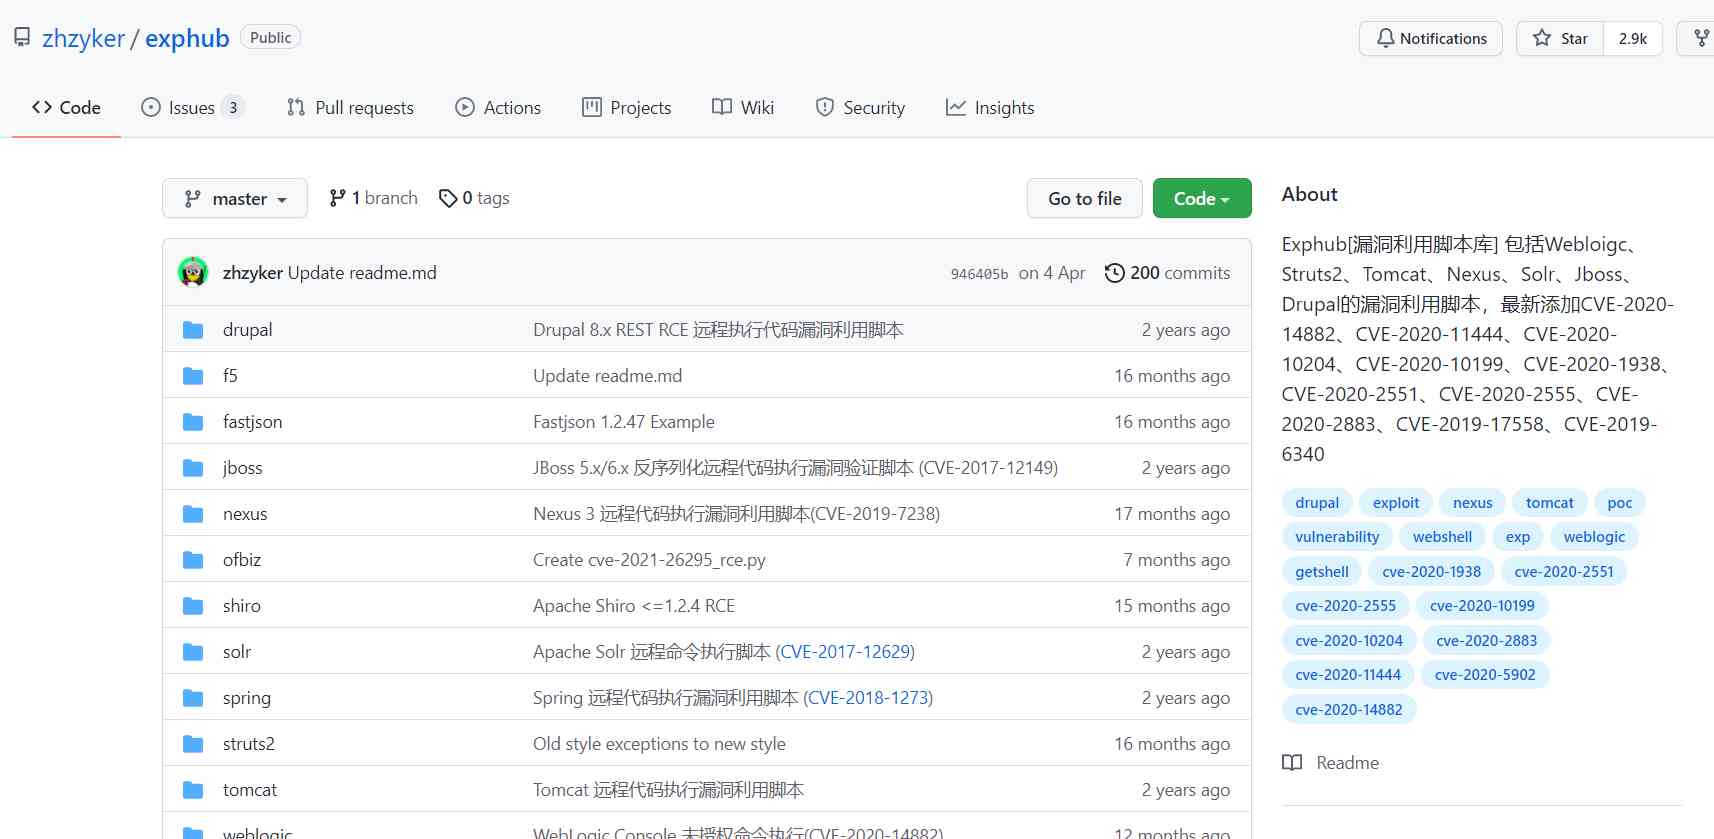 zhzyker / exphub Public
Notifications Star 2.9k
Code Issues 3 Pull requests Actions Projects Wiki Security Insights
master 1 branch 0 tags Go to file Code
zhzyker Update readme.md 946405b on 4 Apr 200 commits
drupal Drupal 8.x REST RCE 远程执行代码漏洞利用脚本 2 years ago
f5 Update readme.md 16 months ago
fastjson Fastjson 1.2.47 Example 16 months ago
jboss JBoss 5.x/6.x 反序列化远程代码执行漏洞验证脚本 (CVE-2017-12149) 2 years ago
nexus Nexus 3 远程代码执行漏洞利用脚本(CVE-2019-7238) 17 months ago
ofbiz Create cve-2021-26295_rce.py 7 months ago
shiro Apache Shiro <=1.2.4 RCE 15 months ago
solr Apache Solr 远程命令执行脚本 (CVE-2017-12629) 2 years ago
spring Spring 远程代码执行漏洞利用脚本 (CVE-2018-1273) 2 years ago
struts2 Old style exceptions to new style 16 months ago
tomcat Tomcat 远程代码执行漏洞利用脚本 2 years ago
weblogic WebLogic Console 未授权命令执行(CVE-2020-14882) 12 months ago
About
Exphub[漏洞利用脚本库] 包括Webloigc、
Struts2、Tomcat、Nexus、Solr、Jboss、
Drupal的漏洞利用脚本，最新添加CVE-2020-
14882、CVE-2020-11444、CVE-2020-
10204、CVE-2020-10199、CVE-2020-1938、
CVE-2020-2551、CVE-2020-2555、CVE-
2020-2883、CVE-2019-17558、CVE-2019-
6340
drupal exploit nexus tomcat poc
vulnerability webshell exp weblogic
getshell cve-2020-1938 cve-2020-2551
cve-2020-2555 cve-2020-10199
cve-2020-10204 cve-2020-2883
cve-2020-11444 cve-2020-5902
cve-2020-14882
Readme